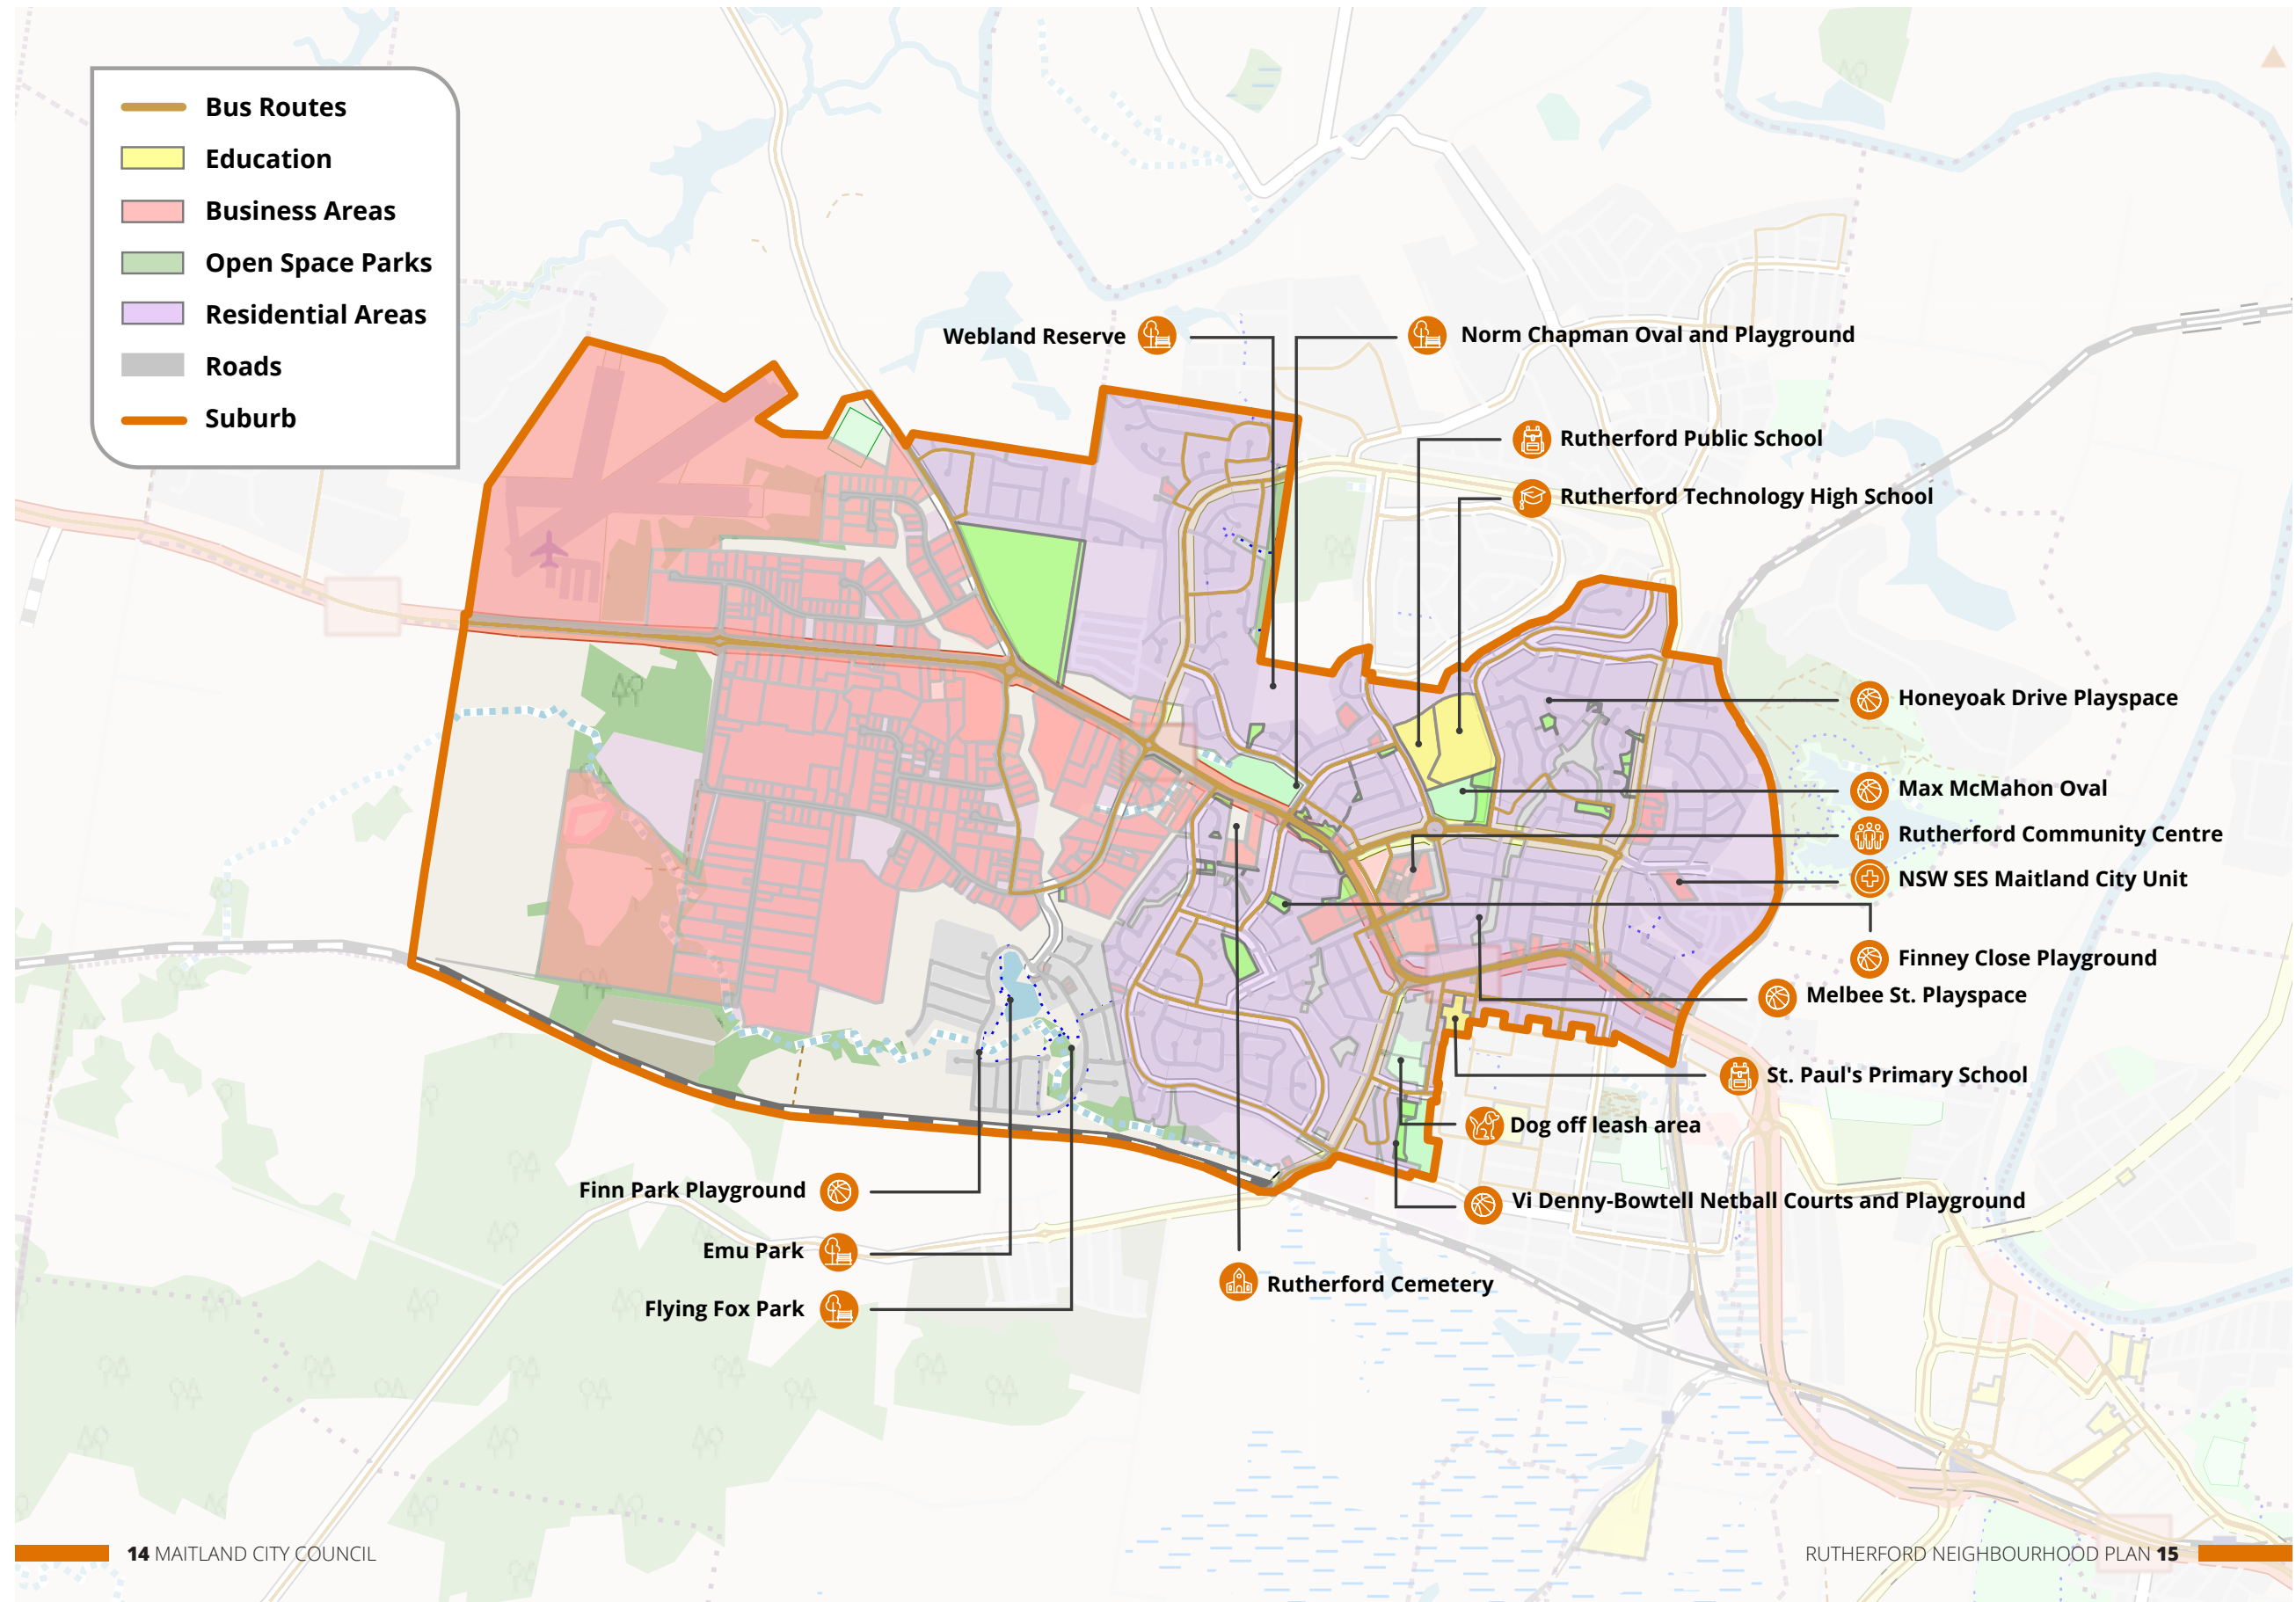 Bus Routes
Education
Business Areas
Open Space Parks
Residential Areas
Roads
Suburb
Webland Reserve
Norm Chapman Oval and Playground
Rutherford Public School
Rutherford Technology High School
Honeyoak Drive Playspace
Max McMahon Oval
Rutherford Community Centre
NSW SES Maitland City Unit
Finney Close Playground
Melbee St. Playspace
St. Paul's Primary School
Dog off leash area
Vi Denny-Bowtell Netball Courts and Playground
Finn Park Playground
Emu Park
Flying Fox Park
Rutherford Cemetery
14 MAITLAND CITY COUNCIL
RUTHERFORD NEIGHBOURHOOD PLAN 15